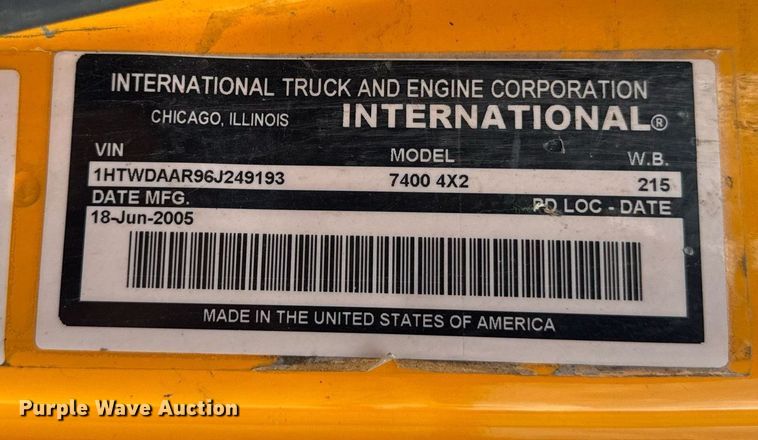 INTERNATIONAL TRUCK AND ENGINE CORPORATION
CHICAGO, ILLINOIS INTERNATIONAL®
VIN MODEL W.B.
1HTWDAAR96J249193 7400 4X2 215
DATE MFG. PD LOC - DATE
18-Jun-2005
MADE IN THE UNITED STATES OF AMERICA
Purple Wave Auction